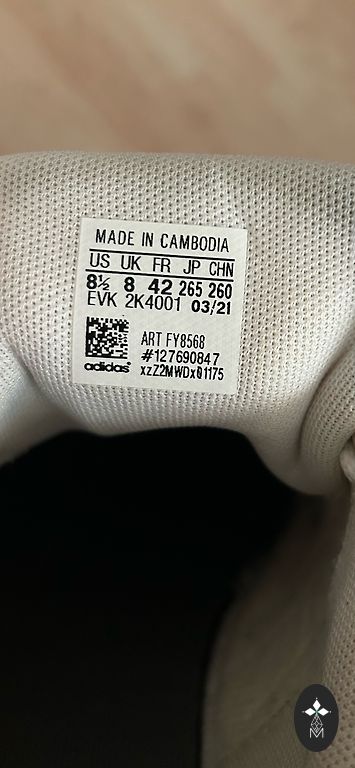 MADE IN CAMBODIA
US UK FR JP CHN
8½ 8 42 265 260
EVK 2K4001 03/21
ART FY8568
#127690847
adidas® xzZ2MWDx01175
M